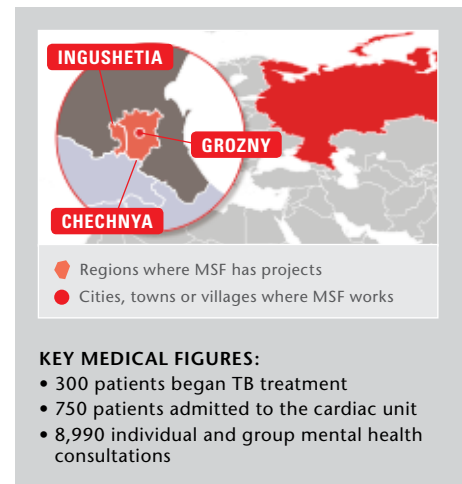 INGUSHETIA
GROZNY
CHECHNYA
Regions where MSF has projects
Cities, towns or villages where MSF works
KEY MEDICAL FIGURES:
• 300 patients began TB treatment
• 750 patients admitted to the cardiac unit
• 8,990 individual and group mental health
consultations